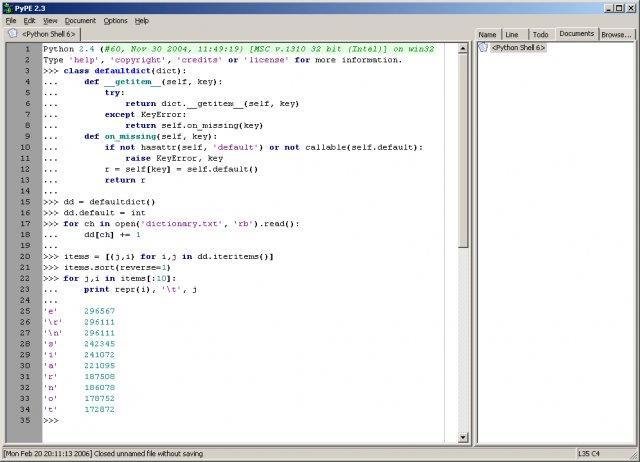 PyPE 2.3
File Edit View Document Options Help
<Python Shell 6>
Name Line Todo Documents Browse...
<Python Shell 6>
1 Python 2.4 (#60, Nov 30 2004, 11:49:19) [MSC v.1310 32 bit (Intel)] on win32
2 Type 'help', 'copyright', 'credits' or 'license' for more information.
3 >>> class defaultdict(dict):
4 ...     def __getitem__(self, key):
5 ...         try:
6 ...             return dict.__getitem__(self, key)
7 ...         except KeyError:
8 ...             return self.on_missing(key)
9 ...     def on_missing(self, key):
10 ...         if not hasattr(self, 'default') or not callable(self.default):
11 ...             raise KeyError, key
12 ...         r = self[key] = self.default()
13 ...         return r
14 ...
15 >>> dd = defaultdict()
16 >>> dd.default = int
17 >>> for ch in open('dictionary.txt', 'rb').read():
18 ...     dd[ch] += 1
19 ...
20 >>> items = [(j,i) for i,j in dd.iteritems()]
21 >>> items.sort(reverse=1)
22 >>> for j,i in items[:10]:
23 ...     print repr(i), '\t', j
24 ...
25 'e' 296567
26 '\r' 296111
27 '\n' 296111
28 's' 242345
29 'i' 241072
30 'a' 221095
31 'r' 187508
32 'n' 186078
33 'o' 178752
34 't' 172872
35 >>>
[Mon Feb 20 20:11:13 2006] Closed unnamed file without saving
L35 C4